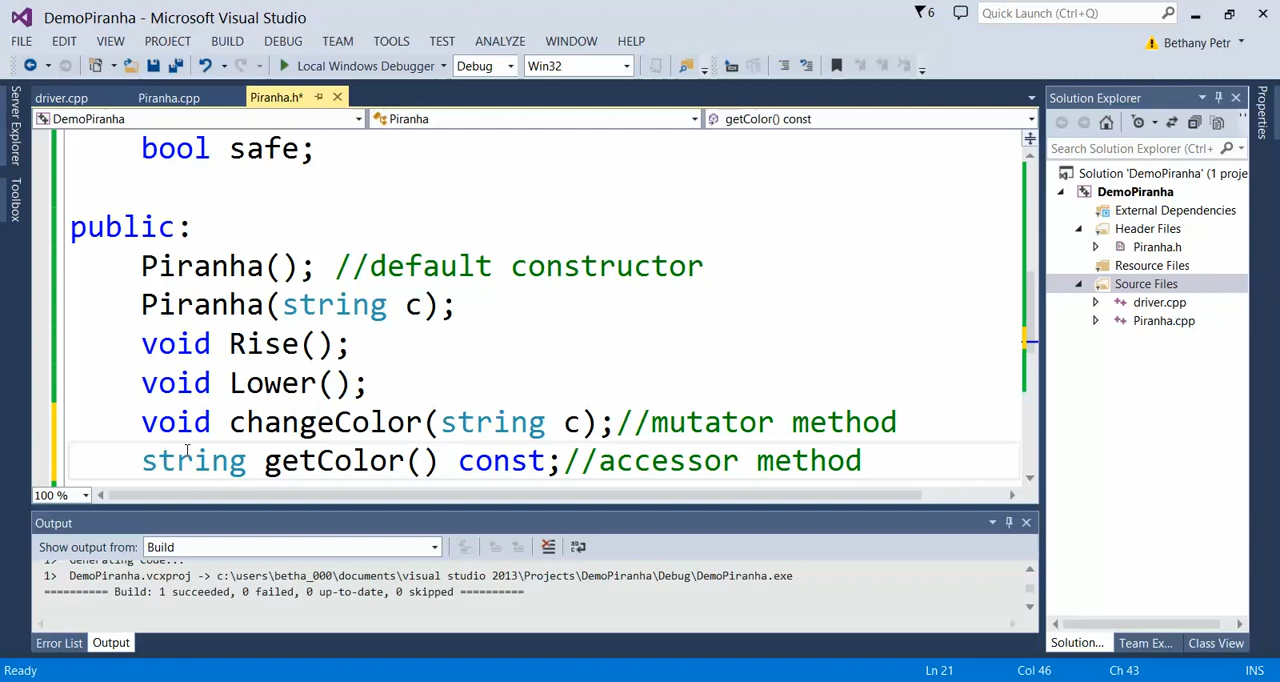 DemoPiranha - Microsoft Visual Studio
6
Quick Launch (Ctrl+Q)
FILE EDIT VIEW PROJECT BUILD DEBUG TEAM TOOLS TEST ANALYZE WINDOW HELP
Bethany Petr
Local Windows Debugger Debug Win32
Server Explorer
Toolbox
driver.cpp Piranha.cpp Piranha.h*
DemoPiranha Piranha getColor() const
bool safe;
public:
Piranha(); //default constructor
Piranha(string c);
void Rise();
void Lower();
void changeColor(string c);//mutator method
string getColor() const;//accessor method
100 %
Output
Show output from: Build
1> Generating code...
1> DemoPiranha.vcxproj -> c:\users\betha_000\documents\visual studio 2013\Projects\DemoPiranha\Debug\DemoPiranha.exe
========== Build: 1 succeeded, 0 failed, 0 up-to-date, 0 skipped ==========
Error List Output
Solution Explorer
Search Solution Explorer (Ctrl+
Solution 'DemoPiranha' (1 proje
DemoPiranha
External Dependencies
Header Files
Piranha.h
Resource Files
Source Files
driver.cpp
Piranha.cpp
Solution... Team Ex... Class View
Properties
Ready Ln 21 Col 46 Ch 43 INS